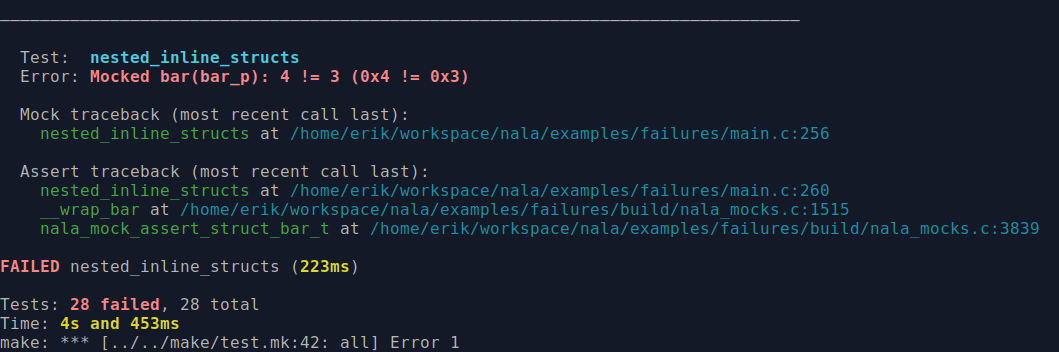 Test: nested_inline_structs
Error: Mocked bar(bar_p): 4 != 3 (0x4 != 0x3)
Mock traceback (most recent call last):
nested_inline_structs at /home/erik/workspace/nala/examples/failures/main.c:256
Assert traceback (most recent call last):
nested_inline_structs at /home/erik/workspace/nala/examples/failures/main.c:260
__wrap_bar at /home/erik/workspace/nala/examples/failures/build/nala_mocks.c:1515
nala_mock_assert_struct_bar_t at /home/erik/workspace/nala/examples/failures/build/nala_mocks.c:3839
FAILED nested_inline_structs (223ms)
Tests: 28 failed, 28 total
Time: 4s and 453ms
make: *** [../../make/test.mk:42: all] Error 1